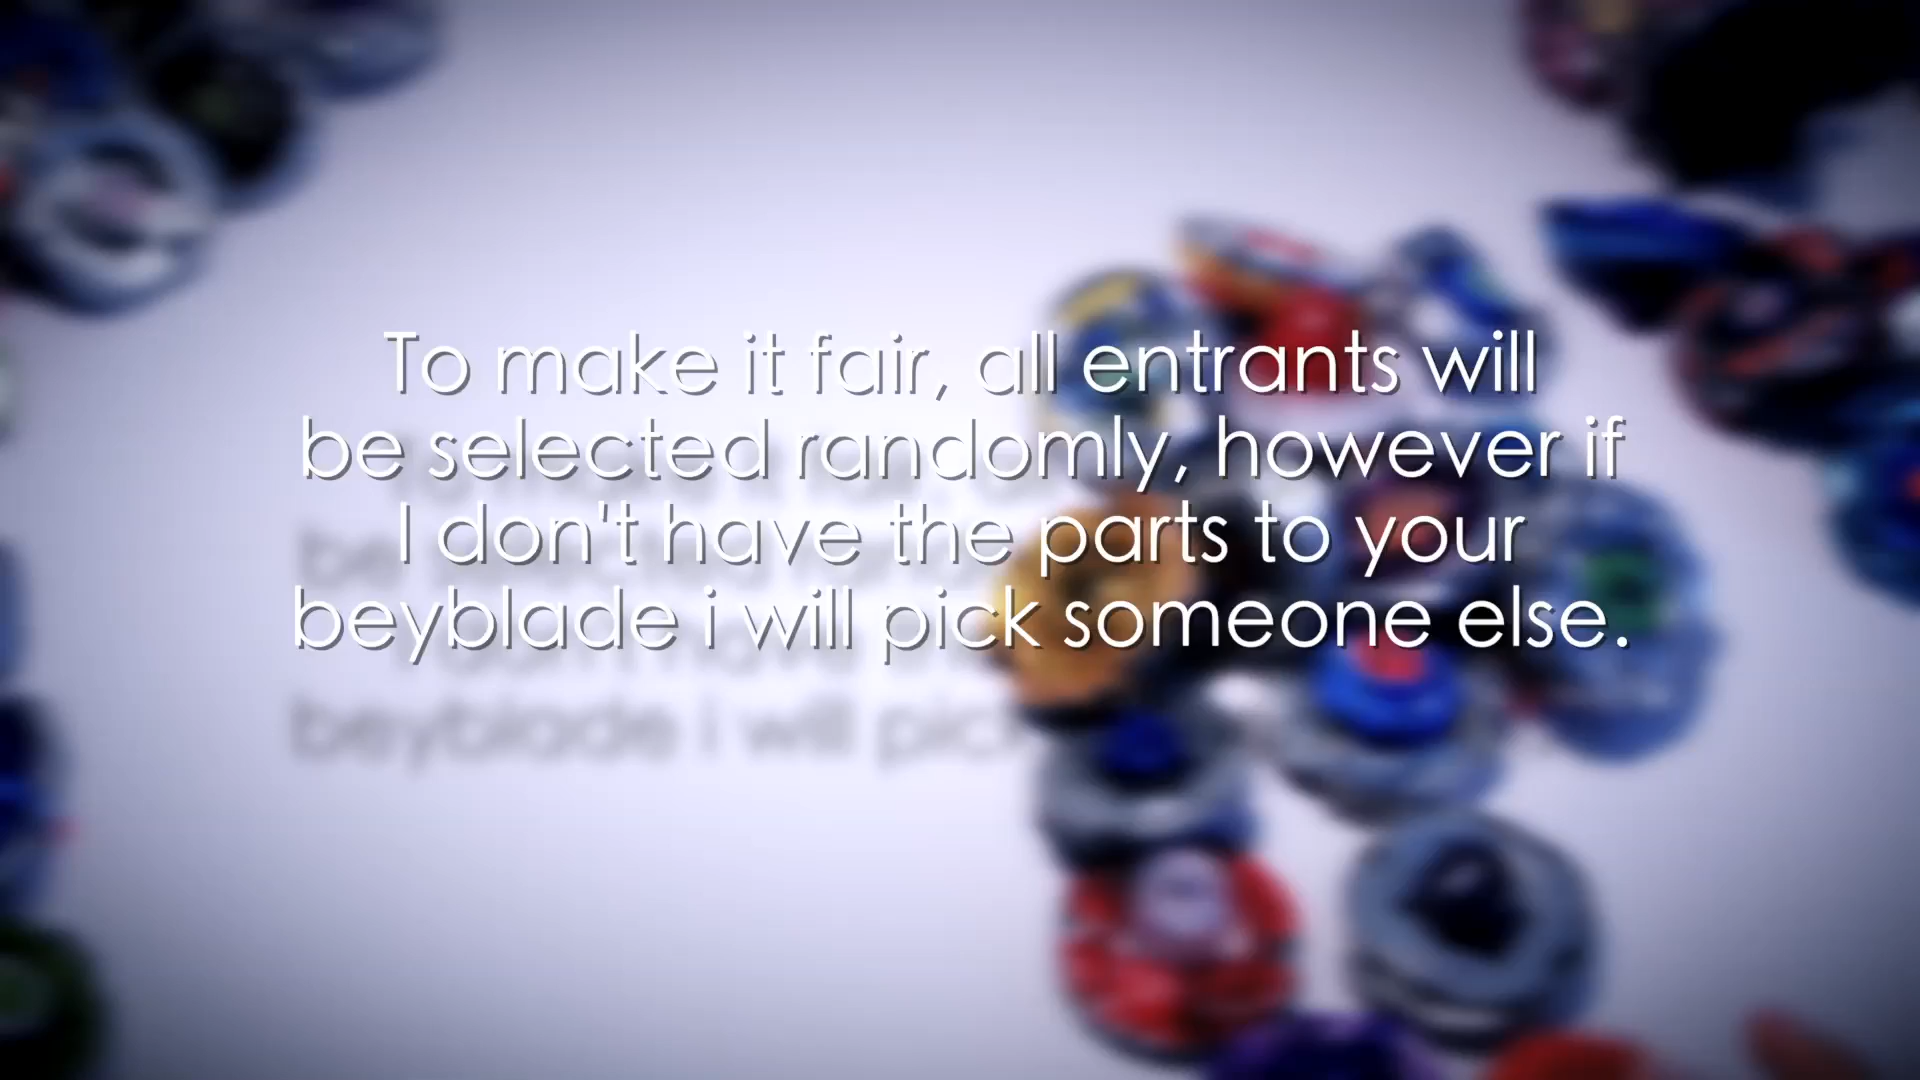 To make it fair, all entrants will
be selected randomly, however if
I don't have the parts to your
beyblade i will pick someone else.